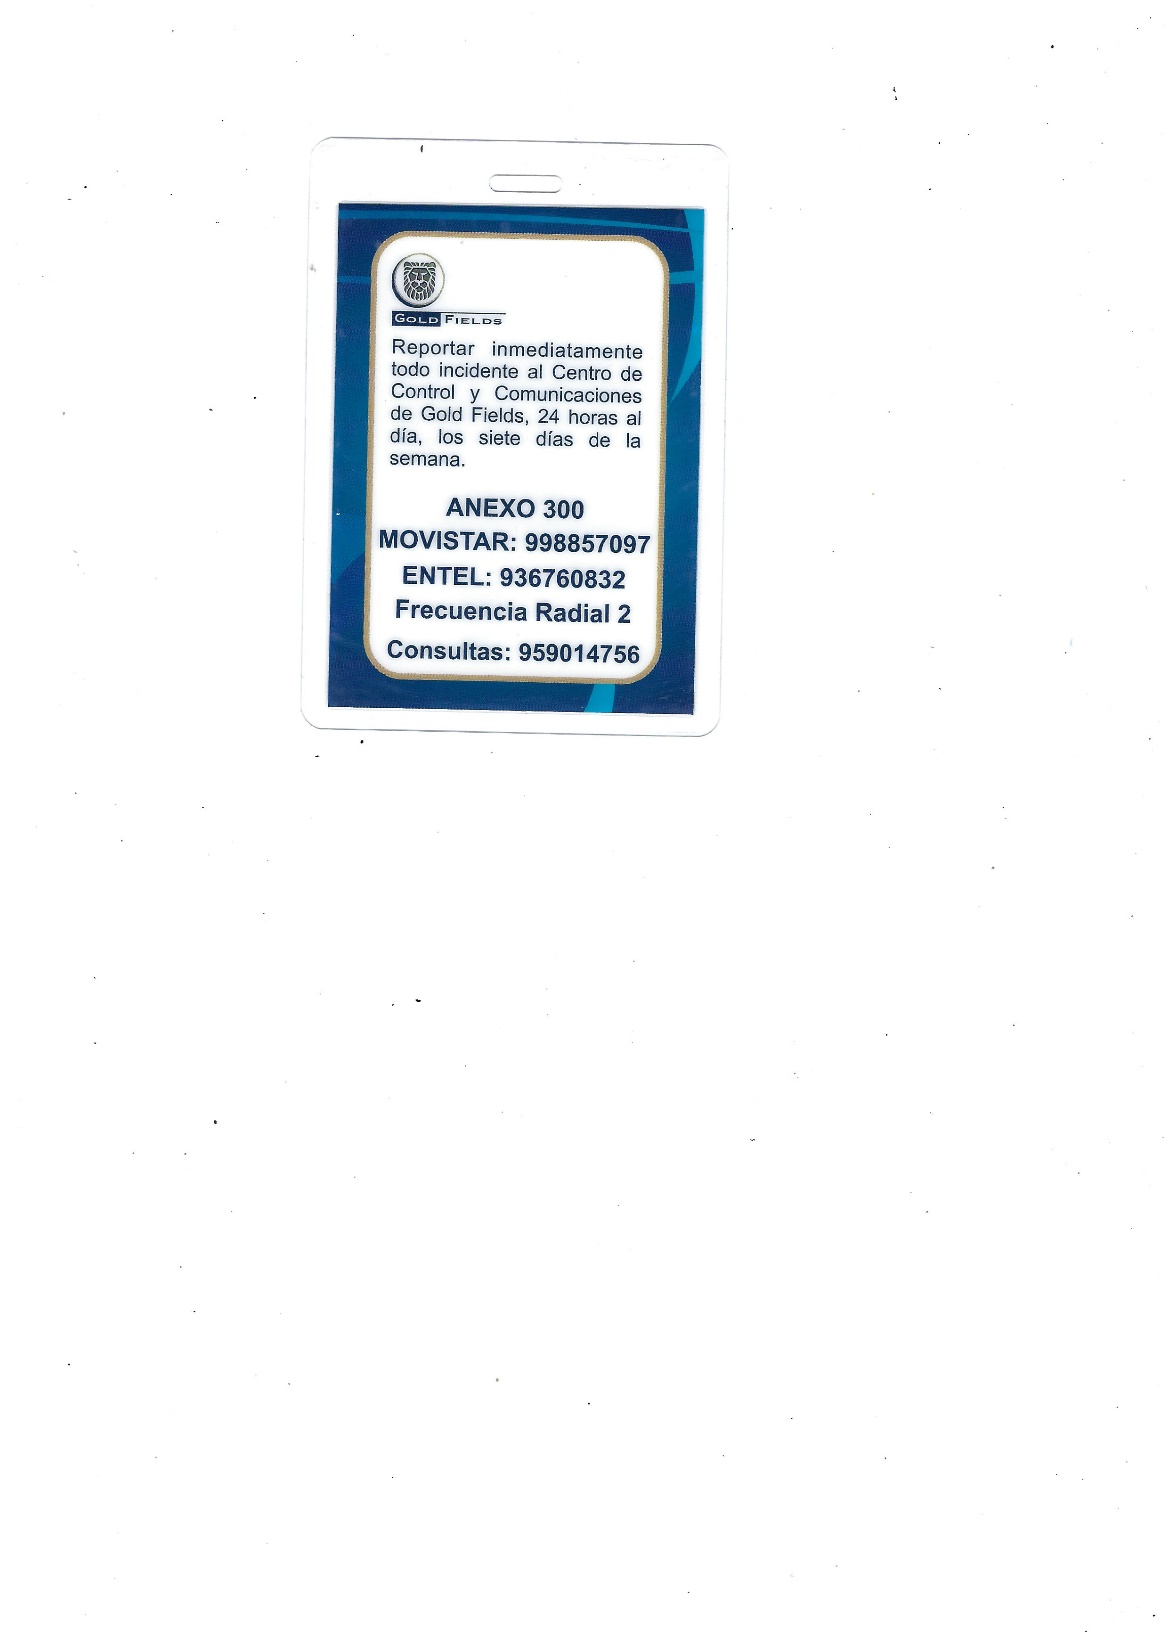 GOLD FIELDS
Reportar inmediatamente
todo incidente al Centro de
Control y Comunicaciones
de Gold Fields, 24 horas al
día, los siete días de la
semana.
ANEXO 300
MOVISTAR: 998857097
ENTEL: 936760832
Frecuencia Radial 2
Consultas: 959014756